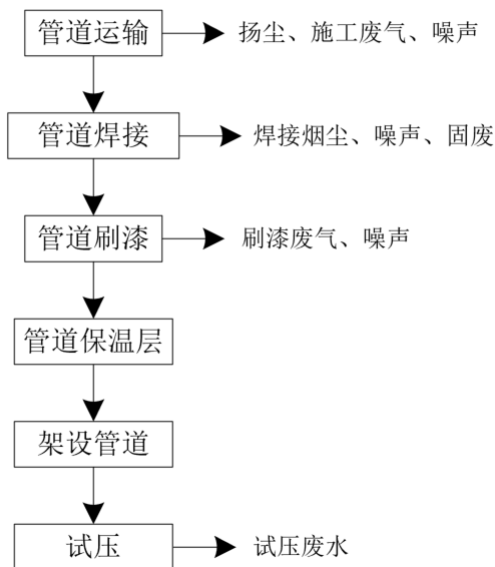 管道运输
扬尘、施工废气、噪声
管道焊接
焊接烟尘、噪声、固废
管道刷漆
刷漆废气、噪声
管道保温层
架设管道
试压
试压废水